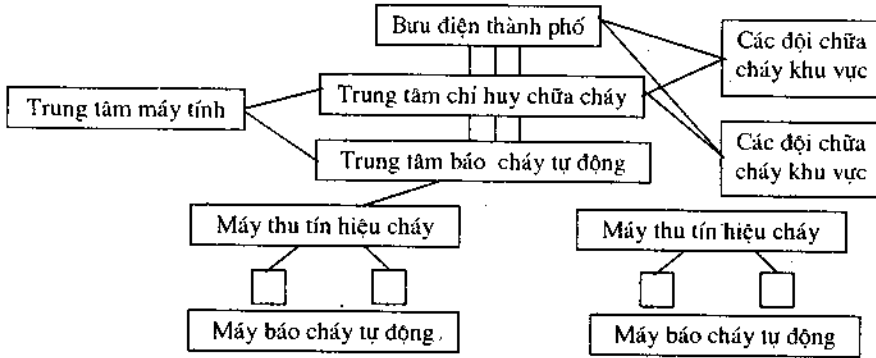 Bưu điện thành phố
Các đội chữa
cháy khu vực
Trung tâm máy tính
Trung tâm chỉ huy chữa cháy
Trung tâm báo cháy tự động
Các đội chữa
cháy khu vực
Máy thu tín hiệu cháy
Máy thu tín hiệu cháy
Máy báo cháy tự động
Máy báo cháy tự động